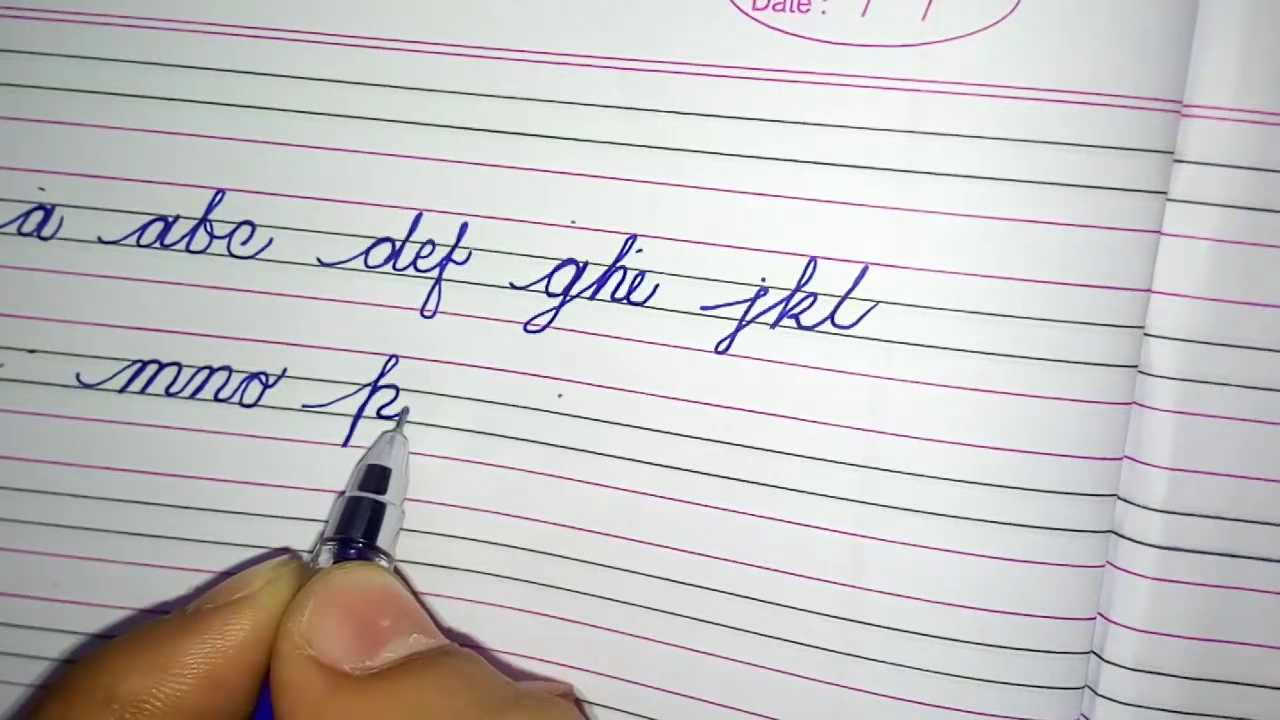 Date : / /
a abc def ghi jkl
mno p